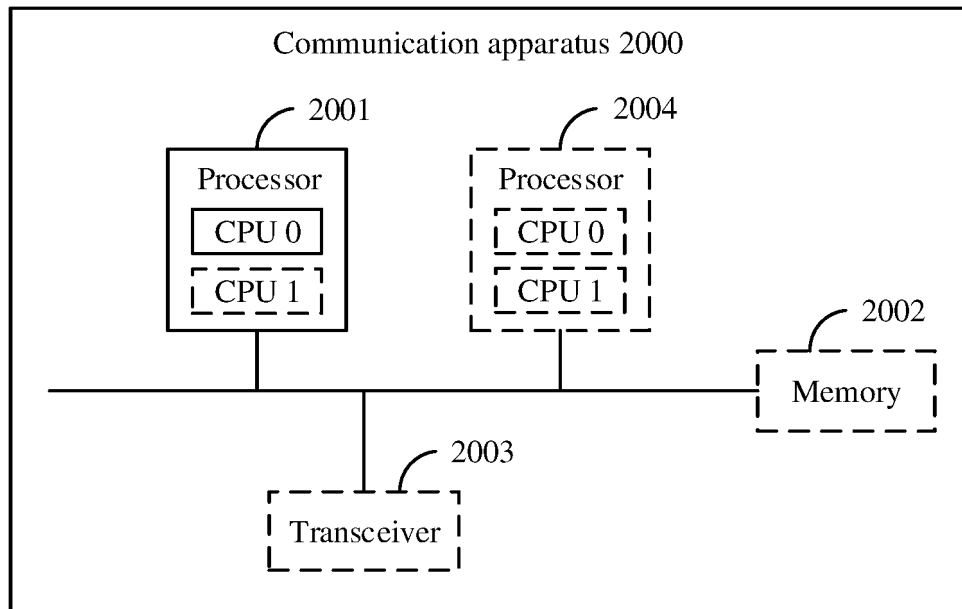 Communication apparatus 2000
2001
2004
Processor
Processor
CPU 0
CPU 0
CPU 1
CPU 1
2002
Memory
2003
Transceiver